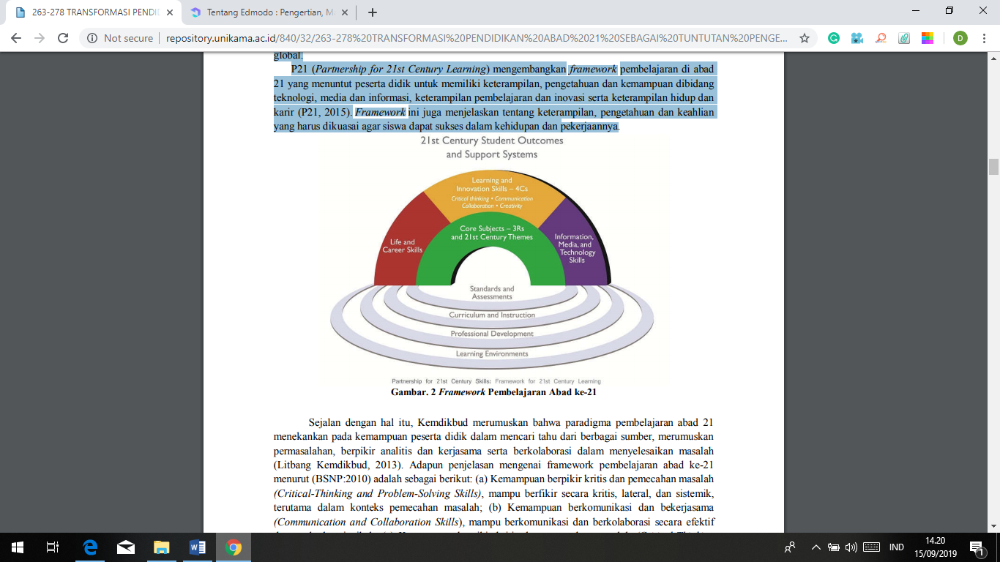 263-278 TRANSFORMASI PENDID
Tentang Edmodo : Pengertian, M
Not secure
repository.unikama.ac.id/840/32/263-278%20TRANSFORMASI%20PENDIDIKAN%20ABAD%2021%20SEBAGAI%20TUNTUTAN%20PENGE...
D
global.
P21 (Partnership for 21st Century Learning) mengembangkan framework pembelajaran di abad
21 yang menuntut peserta didik untuk memiliki keterampilan, pengetahuan dan kemampuan dibidang
teknologi, media dan informasi, keterampilan pembelajaran dan inovasi serta keterampilan hidup dan
karir (P21, 2015). Framework ini juga menjelaskan tentang keterampilan, pengetahuan dan keahlian
yang harus dikuasai agar siswa dapat sukses dalam kehidupan dan pekerjaannya.
21st Century Student Outcomes
and Support Systems
Learning and
Innovation Skills – 4Cs
Critical thinking • Communication
Collaboration • Creativity
Core Subjects – 3Rs
and 21st Century Themes
Life and
Career Skills
Information,
Media, and
Technology
Skills
Standards and
Assessments
Curriculum and Instruction
Professional Development
Learning Environments
Partnership for 21st Century Skills: Framework for 21st Century Learning
Gambar. 2 Framework Pembelajaran Abad ke-21
Sejalan dengan hal itu, Kemdikbud merumuskan bahwa paradigma pembelajaran abad 21
menekankan pada kemampuan peserta didik dalam mencari tahu dari berbagai sumber, merumuskan
permasalahan, berpikir analitis dan kerjasama serta berkolaborasi dalam menyelesaikan masalah
(Litbang Kemdikbud, 2013). Adapun penjelasan mengenai framework pembelajaran abad ke-21
menurut (BSNP:2010) adalah sebagai berikut: (a) Kemampuan berpikir kritis dan pemecahan masalah
(Critical-Thinking and Problem-Solving Skills), mampu berfikir secara kritis, lateral, dan sistemik,
terutama dalam konteks pemecahan masalah; (b) Kemampuan berkomunikasi dan bekerjasama
(Communication and Collaboration Skills), mampu berkomunikasi dan berkolaborasi secara efektif
IND
14.20
15/09/2019
1